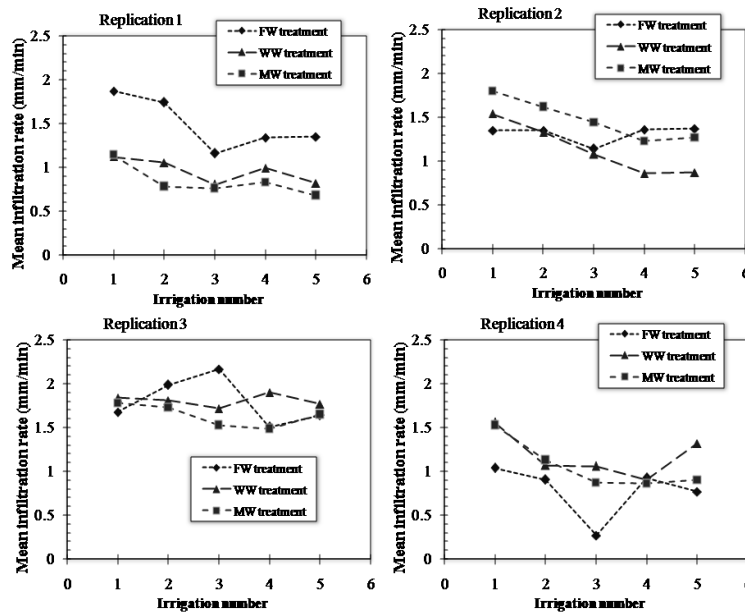 Replication 1
FW treatment
WW treatment
MW treatment
Mean infiltration rate (mm/min)
2.5
2
1.5
1
0.5
0
0 1 2 3 4 5 6
Irrigation number
Replication 2
FW treatment
WW treatment
MW treatment
Mean infiltration rate (mm/min)
2.5
2
1.5
1
0.5
0
0 1 2 3 4 5 6
Irrigation number
Replication 3
FW treatment
WW treatment
MW treatment
Mean infiltration rate (mm/min)
2.5
2
1.5
1
0.5
0
0 1 2 3 4 5 6
Irrigation number
Replication 4
FW treatment
WW treatment
MW treatment
Mean infiltration rate (mm/min)
2.5
2
1.5
1
0.5
0
0 1 2 3 4 5 6
Irrigation number